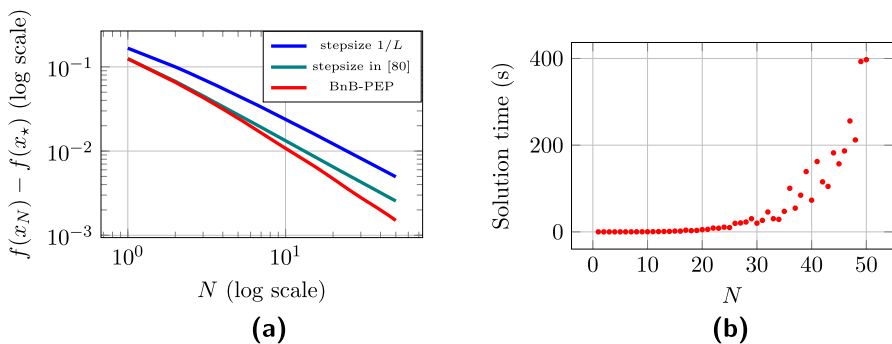 f(x_N) − f(x_⋆) (log scale)
10^{-1}
10^{-2}
10^{-3}
stepsize 1/L
stepsize in [80]
BnB-PEP
10^0
10^1
N (log scale)
(a)
Solution time (s)
400
200
0
0
10
20
30
40
50
N
(b)